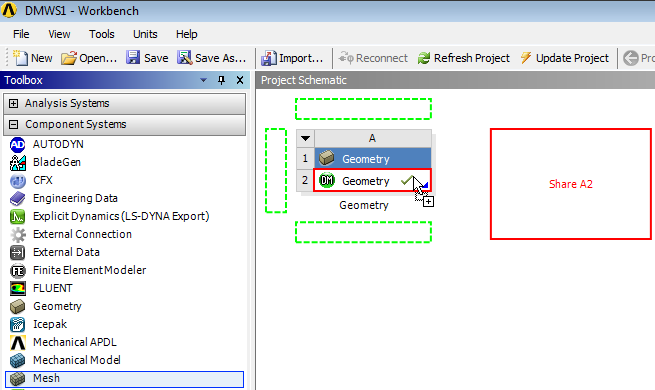 DMWS1 - Workbench
File View Tools Units Help
New Open... Save Save As... Import... Reconnect Refresh Project Update Project Pro
Toolbox
Project Schematic
Analysis Systems
Component Systems
AUTODYN
BladeGen
CFX
Engineering Data
Explicit Dynamics (LS-DYNA Export)
External Connection
External Data
Finite Element Modeler
FLUENT
Geometry
Icepak
Mechanical APDL
Mechanical Model
Mesh
A
1 Geometry
2 DM Geometry
Geometry
Share A2